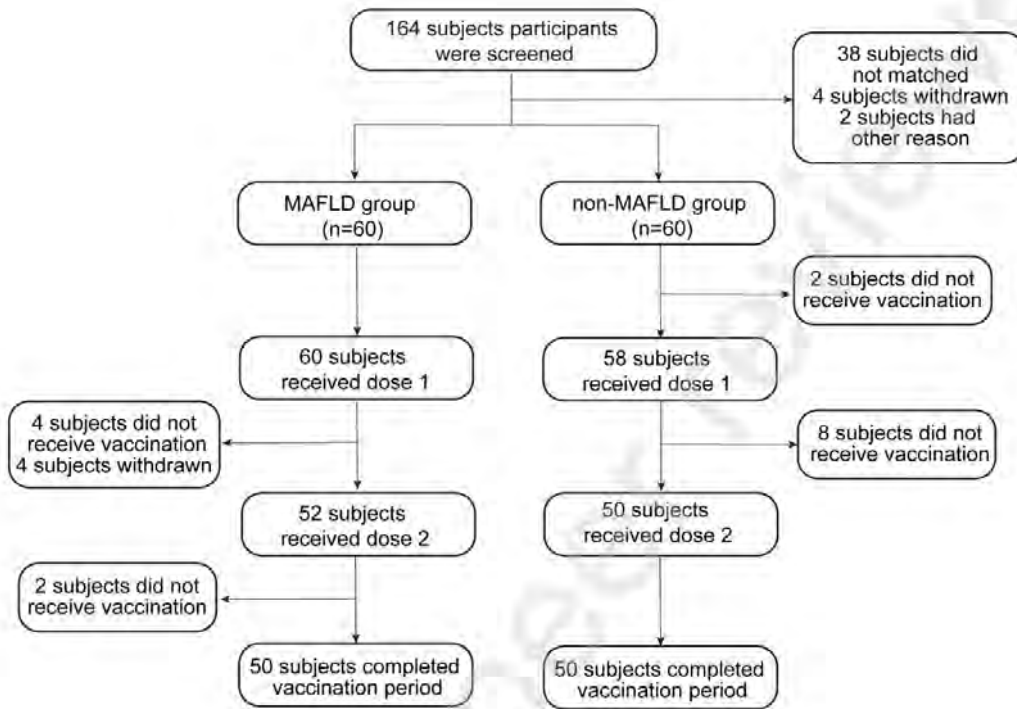 164 subjects participants
were screened
38 subjects did
not matched
4 subjects withdrawn
2 subjects had
other reason
MAFLD group
(n=60)
non-MAFLD group
(n=60)
2 subjects did not
receive vaccination
60 subjects
received dose 1
58 subjects
received dose 1
4 subjects did not
receive vaccination
4 subjects withdrawn
8 subjects did not
receive vaccination
52 subjects
received dose 2
50 subjects
received dose 2
2 subjects did not
receive vaccination
50 subjects completed
vaccination period
50 subjects completed
vaccination period